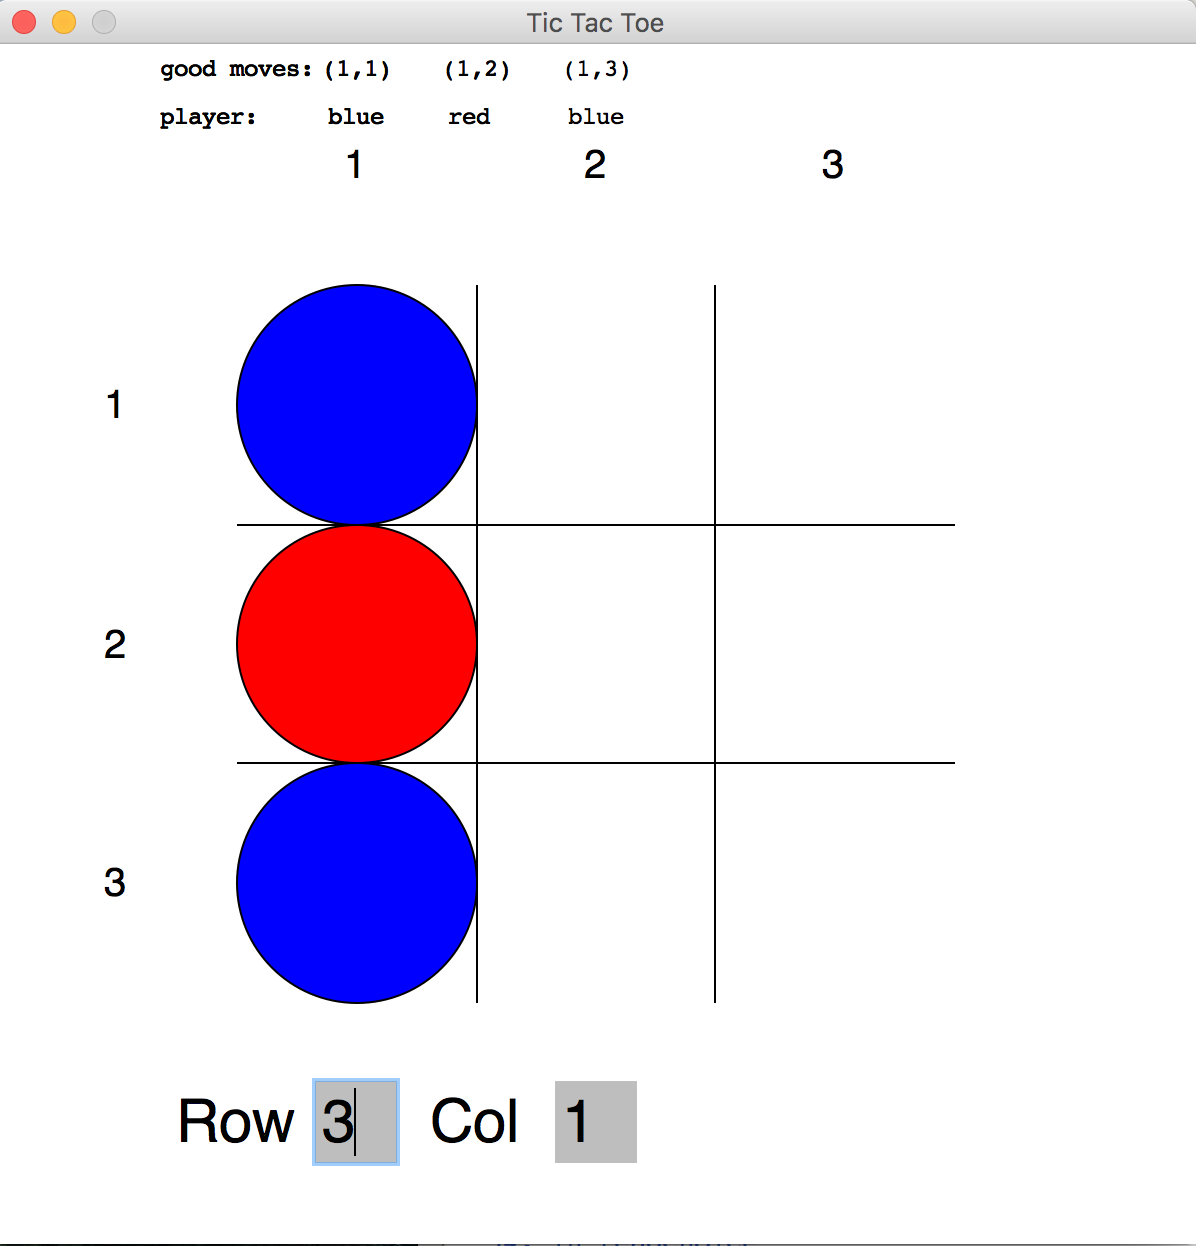 Tic Tac Toe
good moves: (1,1) (1,2) (1,3)
player: blue red blue
1 2 3
1
2
3
Row 3 Col 1